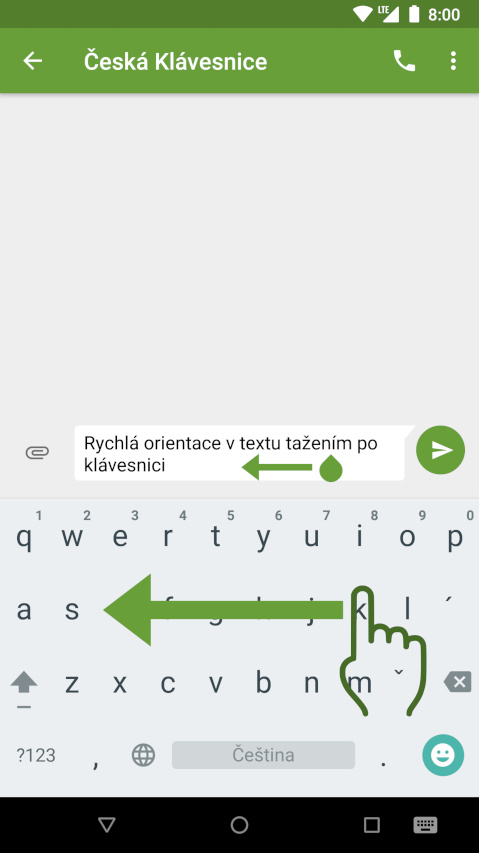 LTE 8:00
Česká Klávesnice
Rychlá orientace v textu tažením po
klávesnici
1 2 3 4 5 6 7 8 9 0
q w e r t y u i o p
a s f g k j k l ´
z x c v b n m ˇ
?123 , Čeština .